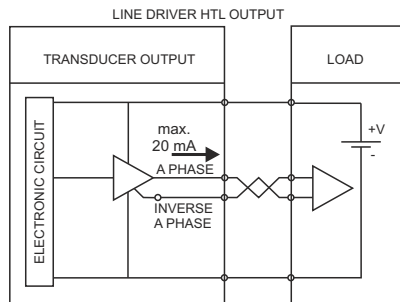 LINE DRIVER HTL OUTPUT
TRANSDUCER OUTPUT
LOAD
ELECTRONIC CIRCUIT
max.
20 mA
A PHASE
INVERSE
A PHASE
+V
-